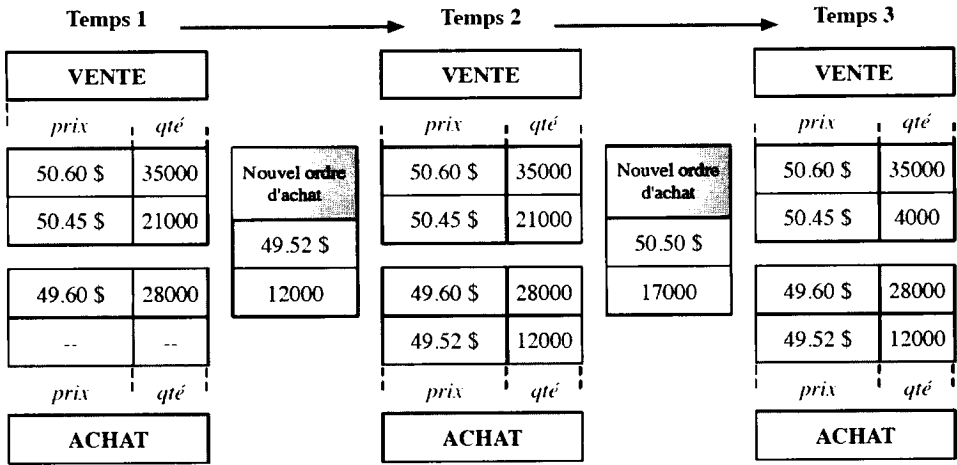 Temps 1 Temps 2 Temps 3
VENTE VENTE VENTE
prix qté prix qté prix qté
50.60 $ 35000 Nouvel ordre d'achat 50.60 $ 35000 Nouvel ordre d'achat 50.60 $ 35000
50.45 $ 21000 49.52 $ 50.45 $ 21000 50.50 $ 50.45 $ 4000
49.60 $ 28000 12000 49.60 $ 28000 17000 49.60 $ 28000
-- -- 49.52 $ 12000 49.52 $ 12000
prix qté prix qté prix qté
ACHAT ACHAT ACHAT